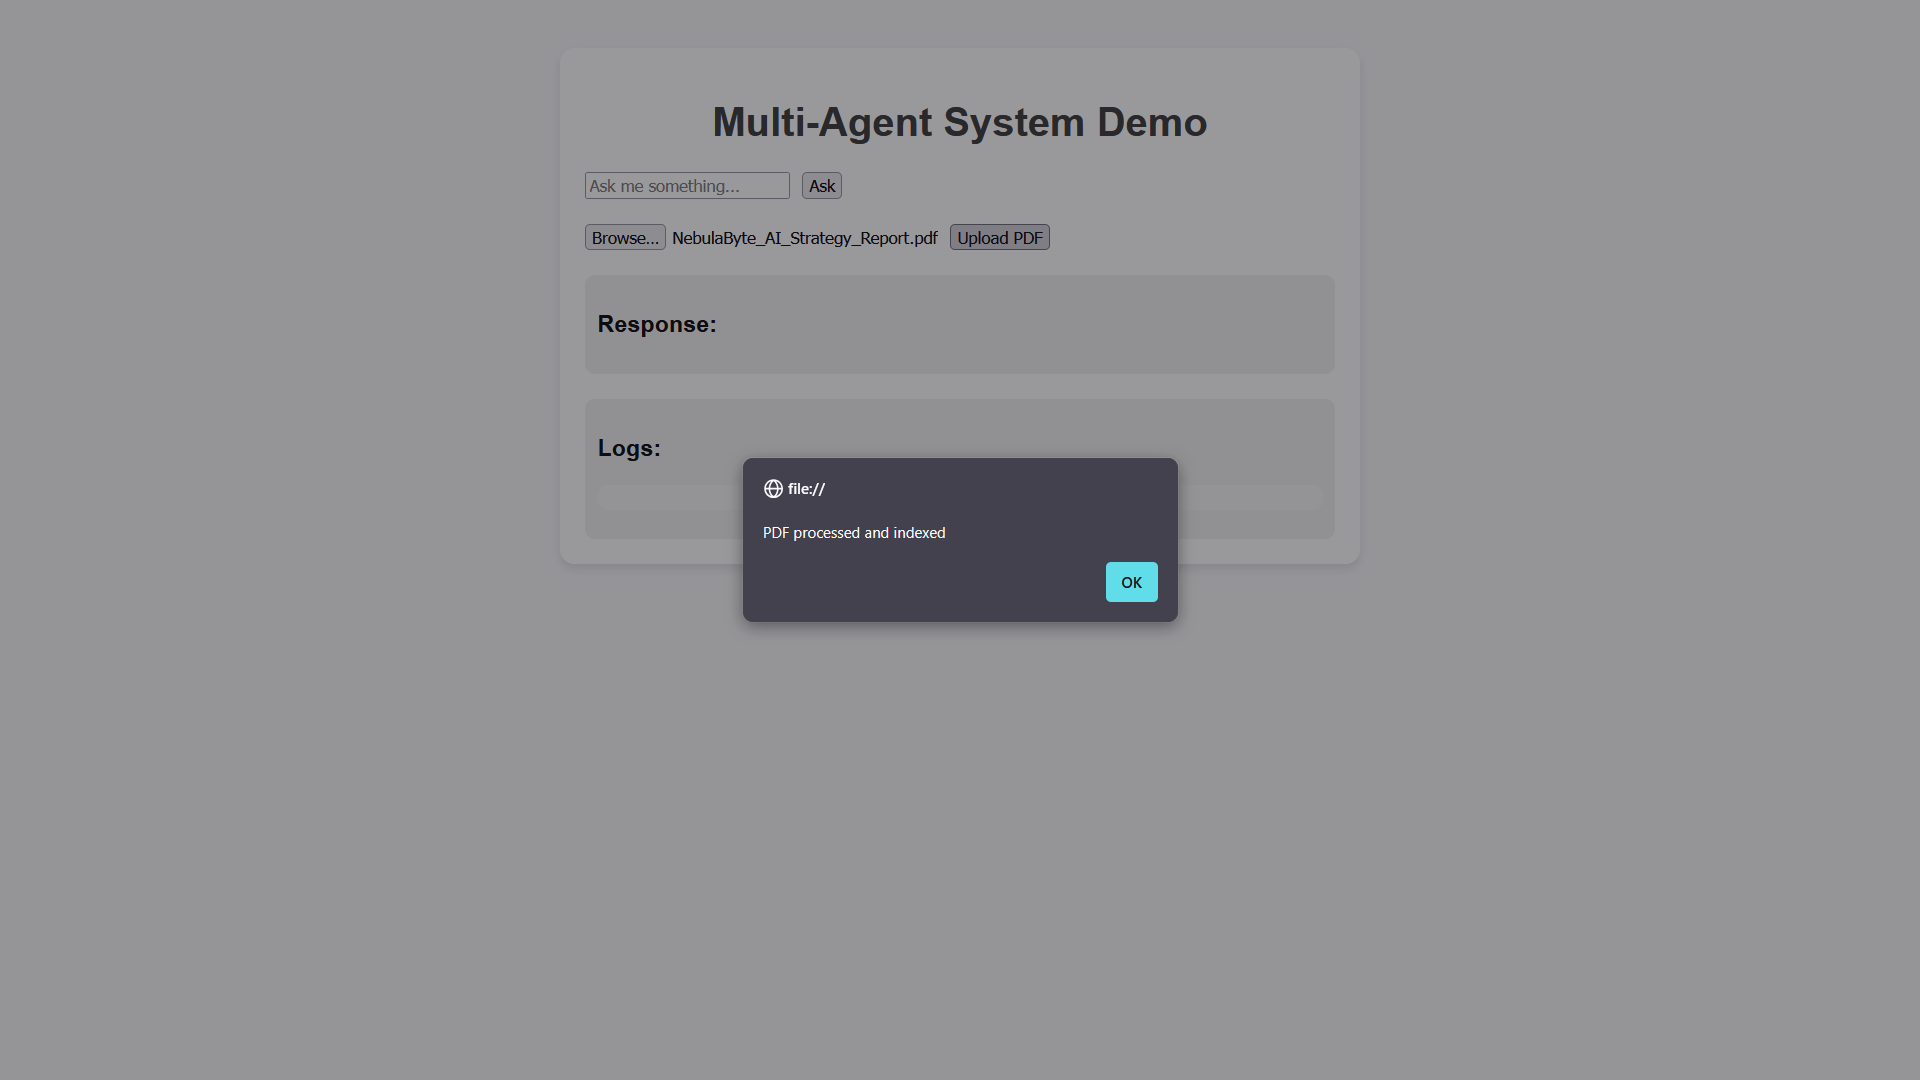 Multi-Agent System Demo
Ask me something... Ask
Browse... NebulaByte_AI_Strategy_Report.pdf Upload PDF
Response:
Logs:
file://
PDF processed and indexed
OK